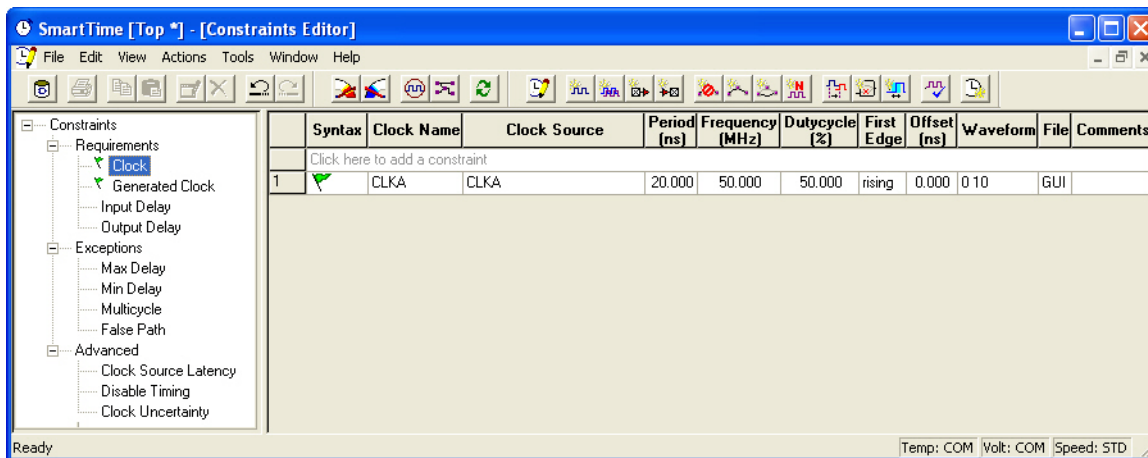 SmartTime [Top *] - [Constraints Editor]
File Edit View Actions Tools Window Help
Constraints
Requirements
Clock
Generated Clock
Input Delay
Output Delay
Exceptions
Max Delay
Min Delay
Multicycle
False Path
Advanced
Clock Source Latency
Disable Timing
Clock Uncertainty
Syntax Clock Name Clock Source Period (ns) Frequency (MHz) Dutycycle (%) First Edge Offset (ns) Waveform File Comments
Click here to add a constraint
1 CLKA CLKA 20.000 50.000 50.000 rising 0.000 0 10 GUI
Ready
Temp: COM Volt: COM Speed: STD